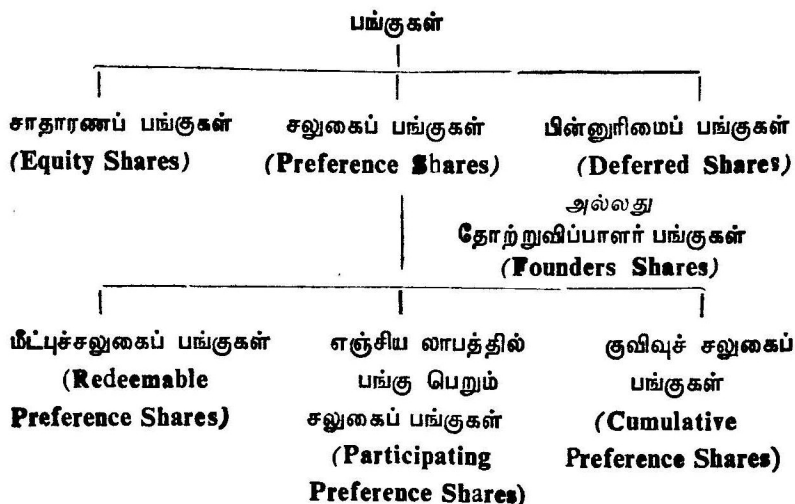 பங்குகள்
சாதாரணப் பங்குகள்
(Equity Shares)
சலுகைப் பங்குகள்
(Preference Shares)
பின்னுரிமைப் பங்குகள்
(Deferred Shares)
அல்லது
தோற்றுவிப்பாளர் பங்குகள்
(Founders Shares)
மீட்புச்சலுகைப் பங்குகள்
(Redeemable
Preference Shares)
எஞ்சிய லாபத்தில்
பங்கு பெறும்
சலுகைப் பங்குகள்
(Participating
Preference Shares)
குவிவுச் சலுகைப்
பங்குகள்
(Cumulative
Preference Shares)